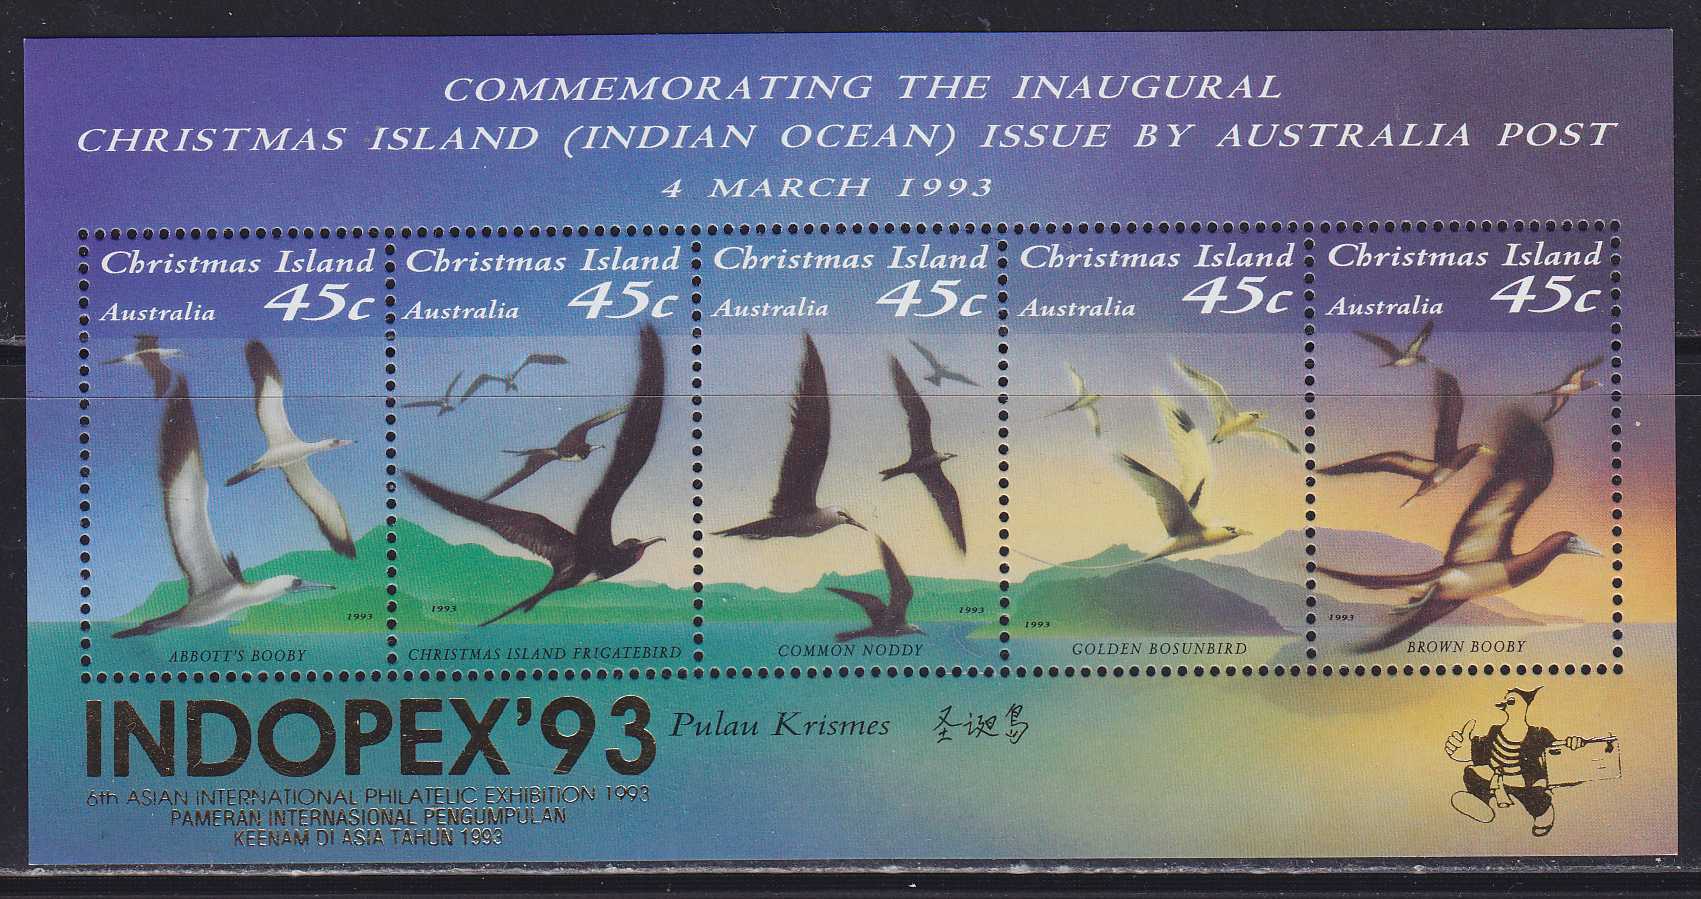 COMMEMORATING THE INAUGURAL
CHRISTMAS ISLAND (INDIAN OCEAN) ISSUE BY AUSTRALIA POST
4 MARCH 1993
Christmas Island
Australia 45c
1993
ABBOTT'S BOOBY
Christmas Island
Australia 45c
1993
CHRISTMAS ISLAND FRIGATEBIRD
Christmas Island
Australia 45c
1993
COMMON NODDY
Christmas Island
Australia 45c
1993
GOLDEN BOSUNBIRD
Christmas Island
Australia 45c
1993
BROWN BOOBY
INDOPEX'93
6th ASIAN INTERNATIONAL PHILATELIC EXHIBITION 1993
PAMERAN INTERNASIONAL PENGUMPULAN
KEENAM DI ASIA TAHUN 1993
Pulau Krismes 圣诞岛